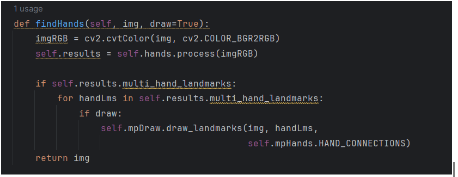 1 usage
def findHands(self, img, draw=True):
    imgRGB = cv2.cvtColor(img, cv2.COLOR_BGR2RGB)
    self.results = self.hands.process(imgRGB)
    if self.results.multi_hand_landmarks:
        for handLms in self.results.multi_hand_landmarks:
            if draw:
                self.mpDraw.draw_landmarks(img, handLms,
                                           self.mpHands.HAND_CONNECTIONS)
    return img